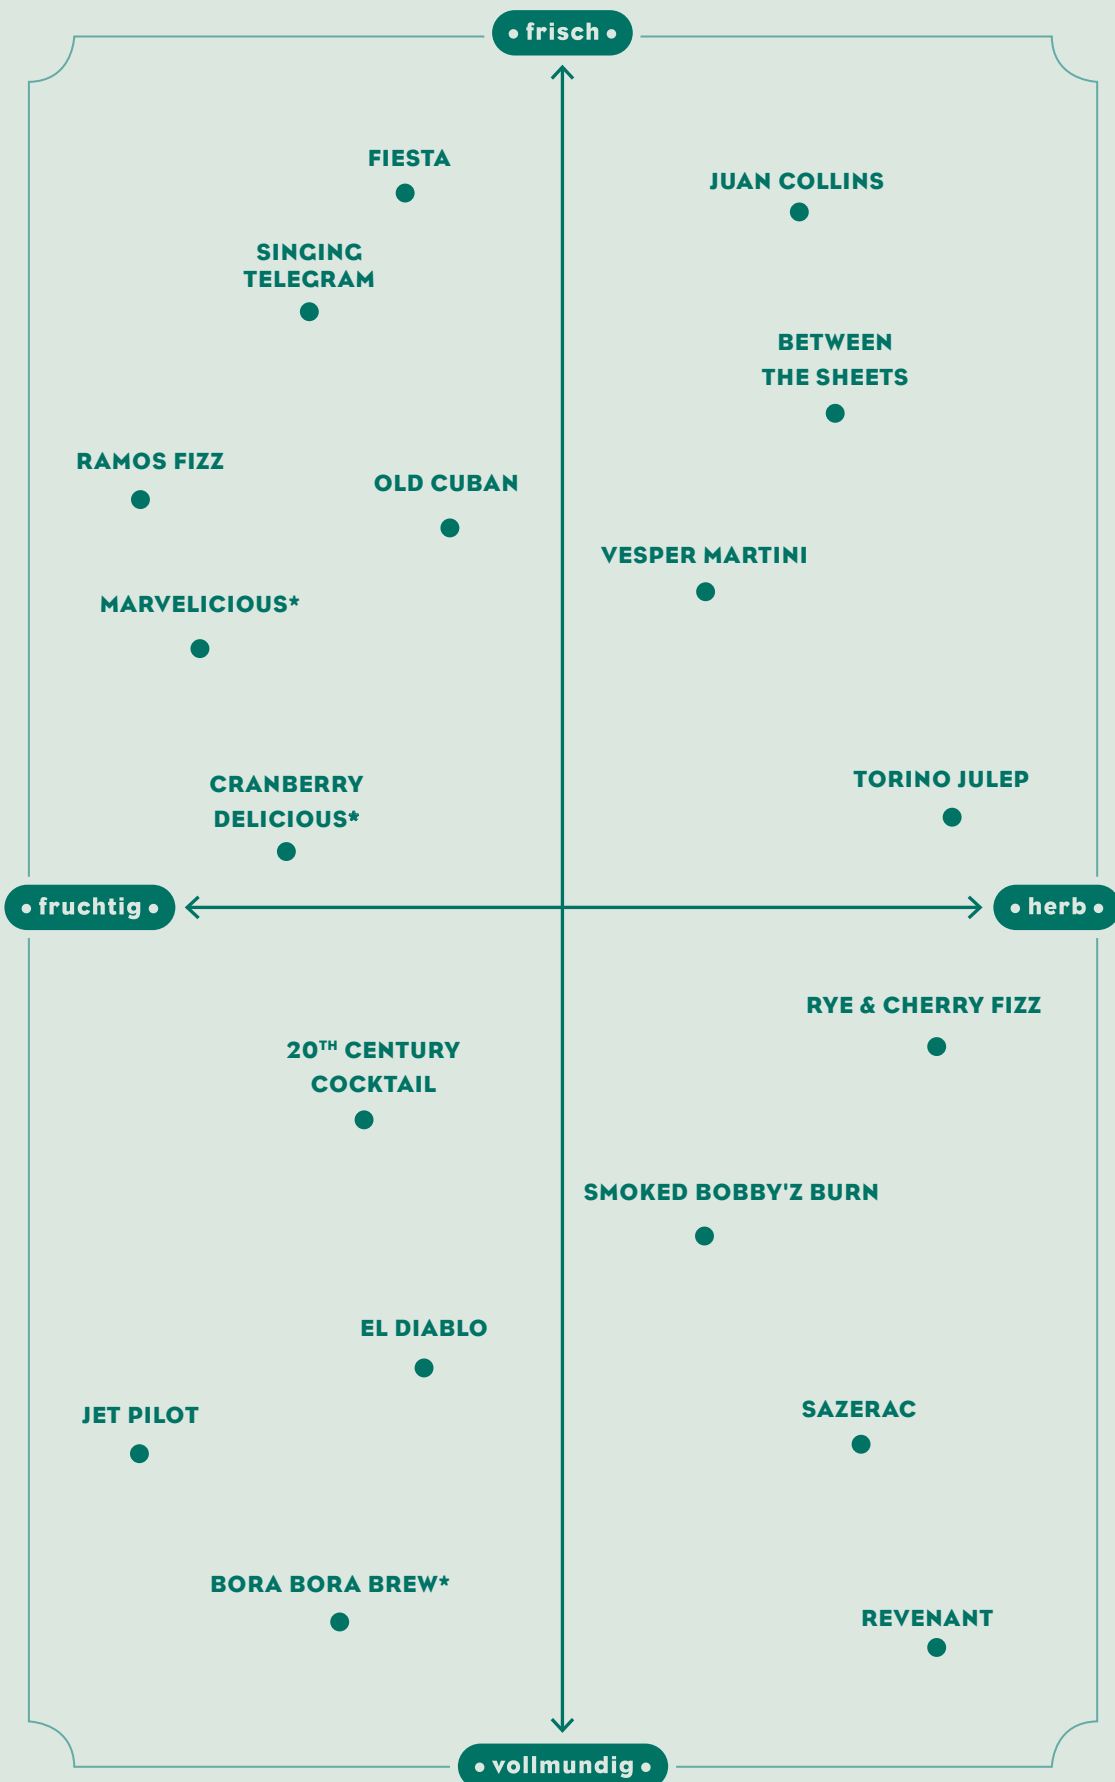 • frisch •
FIESTA
JUAN COLLINS
SINGING
TELEGRAM
BETWEEN
THE SHEETS
RAMOS FIZZ
OLD CUBAN
VESPER MARTINI
MARVELICIOUS*
TORINO JULEP
CRANBERRY
DELICIOUS*
• fruchtig •
• herb •
RYE & CHERRY FIZZ
20TH CENTURY
COCKTAIL
SMOKED BOBBY'Z BURN
EL DIABLO
SAZERAC
JET PILOT
BORA BORA BREW*
REVENANT
• vollmundig •